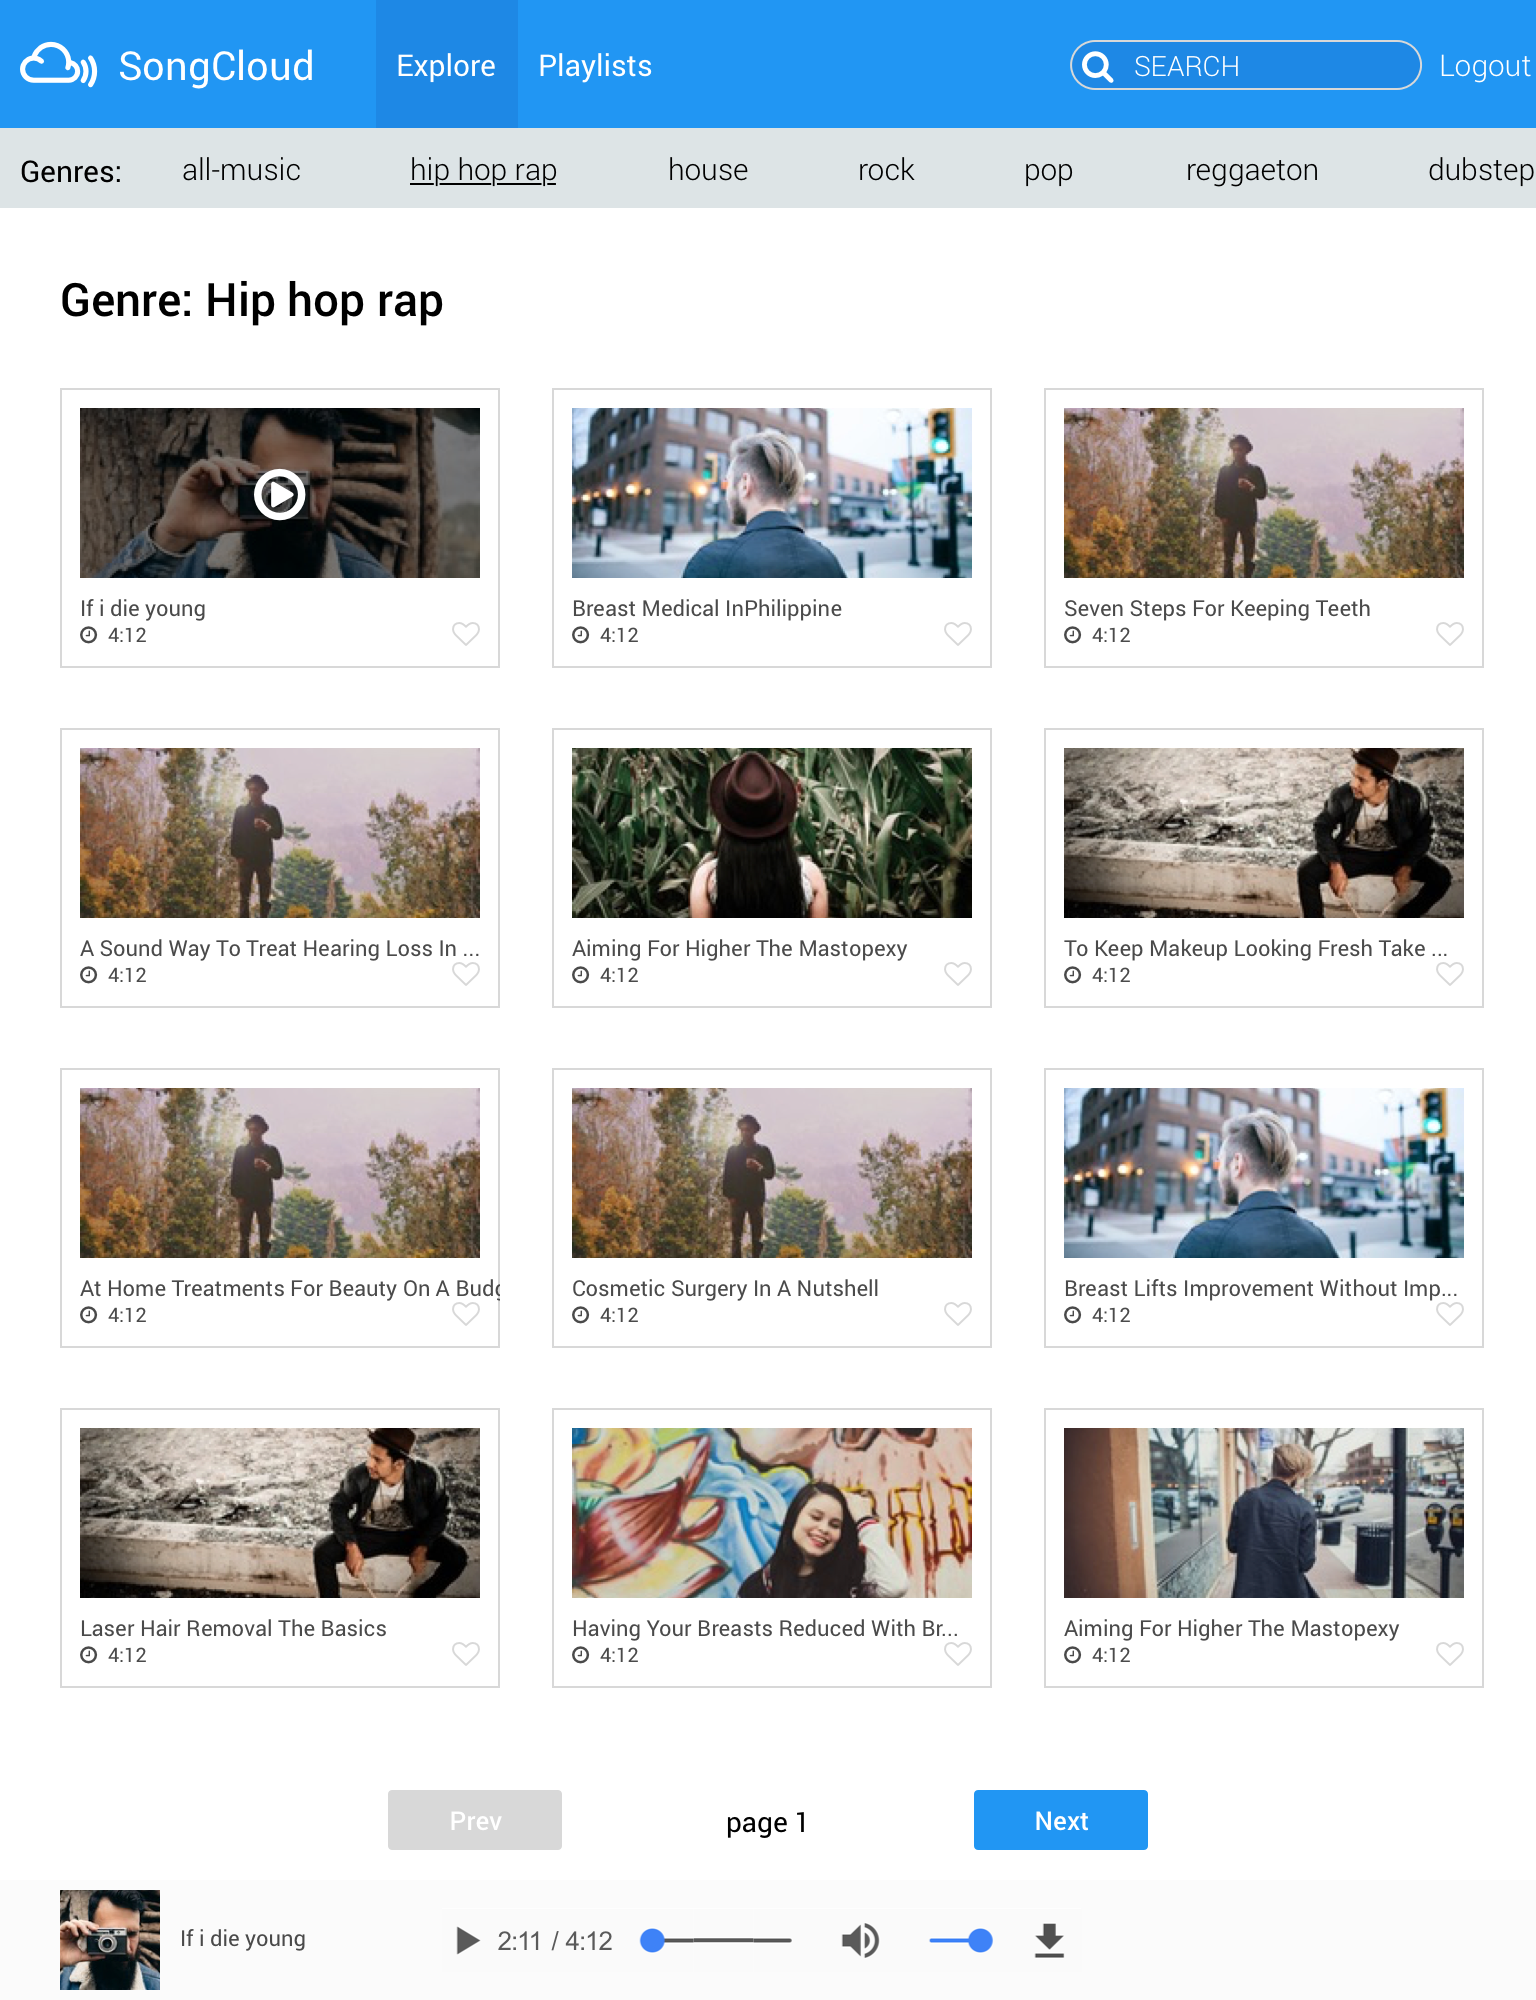 SongCloud
Explore
Playlists
SEARCH
Logout
Genres:
all-music
hip hop rap
house
rock
pop
reggaeton
dubstep
Genre: Hip hop rap
If i die young
4:12
Breast Medical InPhilippine
4:12
Seven Steps For Keeping Teeth
4:12
A Sound Way To Treat Hearing Loss In ...
4:12
Aiming For Higher The Mastopexy
4:12
To Keep Makeup Looking Fresh Take ...
4:12
At Home Treatments For Beauty On A Budg
4:12
Cosmetic Surgery In A Nutshell
4:12
Breast Lifts Improvement Without Imp...
4:12
Laser Hair Removal The Basics
4:12
Having Your Breasts Reduced With Br...
4:12
Aiming For Higher The Mastopexy
4:12
Prev
page 1
Next
If i die young
2:11 / 4:12